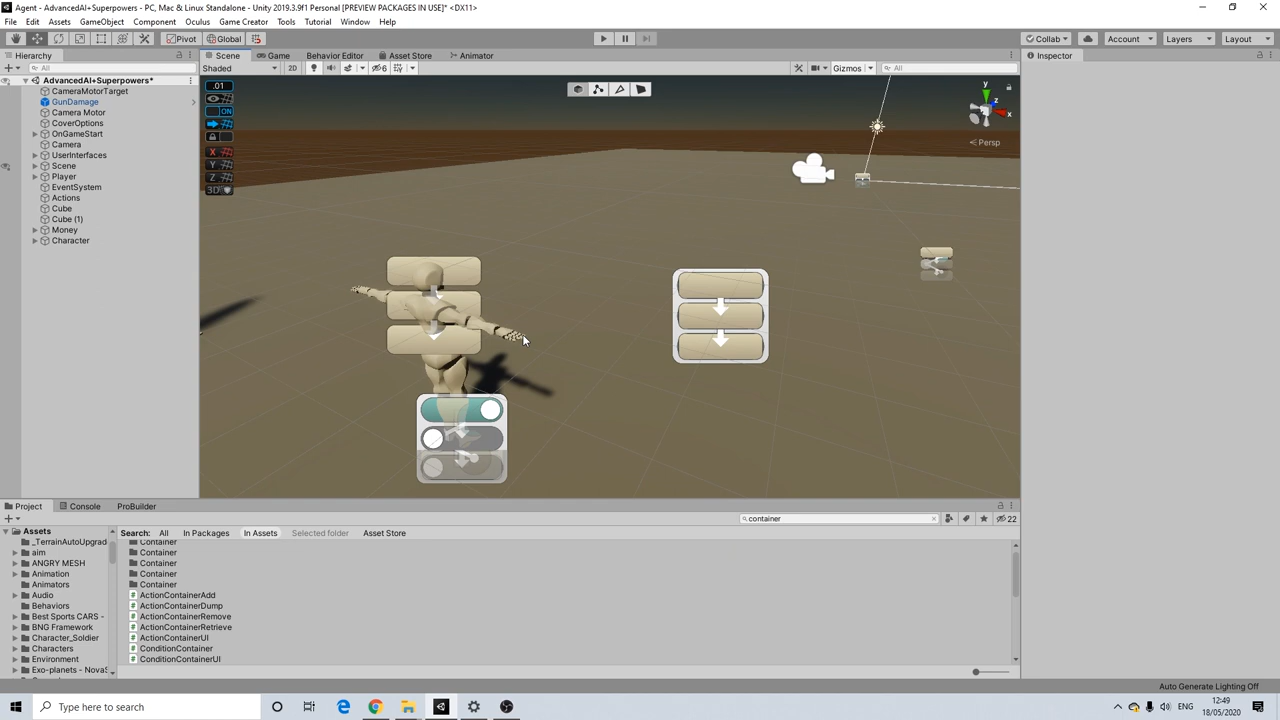 Agent - AdvancedAI+Superpowers - PC, Mac & Linux Standalone - Unity 2019.3.9f1 Personal [PREVIEW PACKAGES IN USE]* <DX11>
File Edit Assets GameObject Component Oculus Game Creator Tools Tutorial Window Help
Pivot Global Collab Account Layers Layout
Hierarchy Scene Game Behavior Editor Asset Store Animator Inspector
All Shaded 2D 6 Gizmos All
AdvancedAI+Superpowers*
CameraMotorTarget
GunDamage
Camera Motor
CoverOptions
OnGameStart
Camera
UserInterfaces
Scene
Player
EventSystem
Actions
Cube
Cube (1)
Money
Character
.01
ON
X
Y
Z
3D
y
z
x
Persp
Project Console ProBuilder
container 22
Assets
_TerrainAutoUpgrad
aim
ANGRY MESH
Animation
Animators
Audio
Behaviors
Best Sports CARS -
BNG Framework
Character_Soldier
Characters
Environment
Exo-planets - NovaS
Search: All In Packages In Assets Selected folder Asset Store
Container
Container
Container
Container
Container
ActionContainerAdd
ActionContainerDump
ActionContainerRemove
ActionContainerRetrieve
ActionContainerUI
ConditionContainer
ConditionContainerUI
Auto Generate Lighting Off
Type here to search
ENG
12:49
18/05/2020